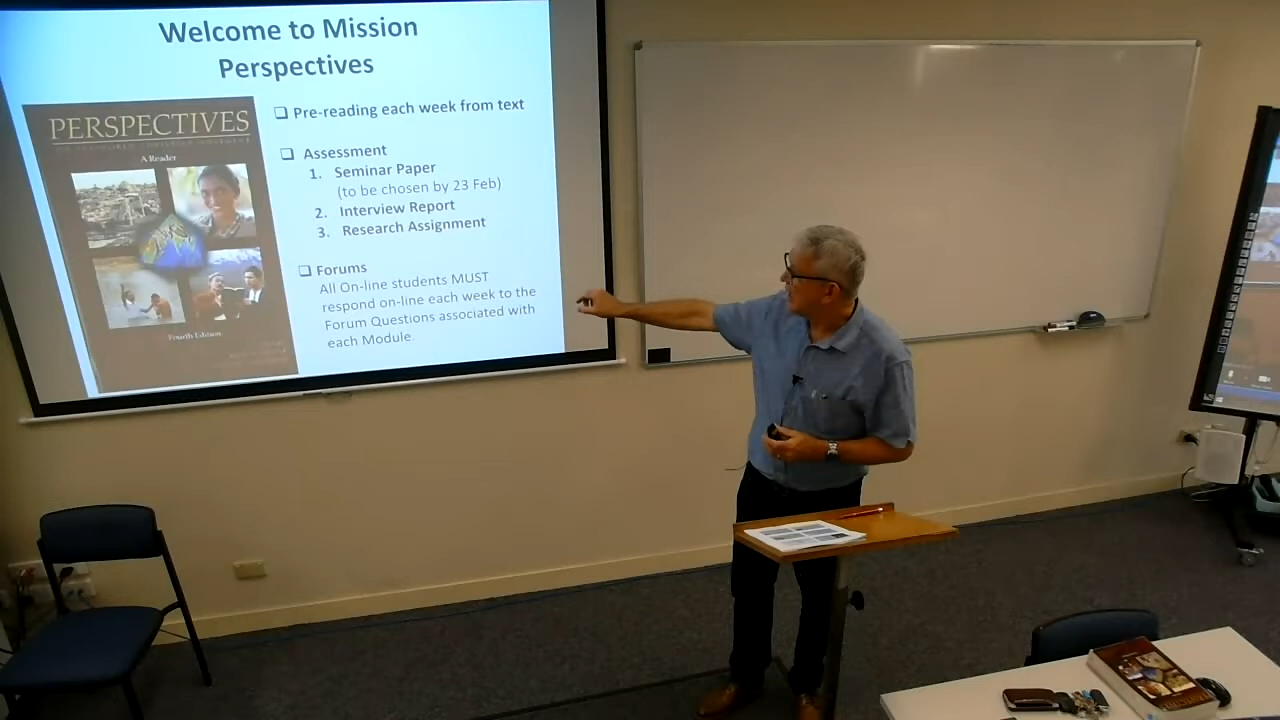 Welcome to Mission
Perspectives
PERSPECTIVES
A Reader
Fourth Edition
❑ Pre-reading each week from text
❑ Assessment
1. Seminar Paper
(to be chosen by 23 Feb)
2. Interview Report
3. Research Assignment
❑ Forums
All On-line students MUST
respond on-line each week to the
Forum Questions associated with
each Module.